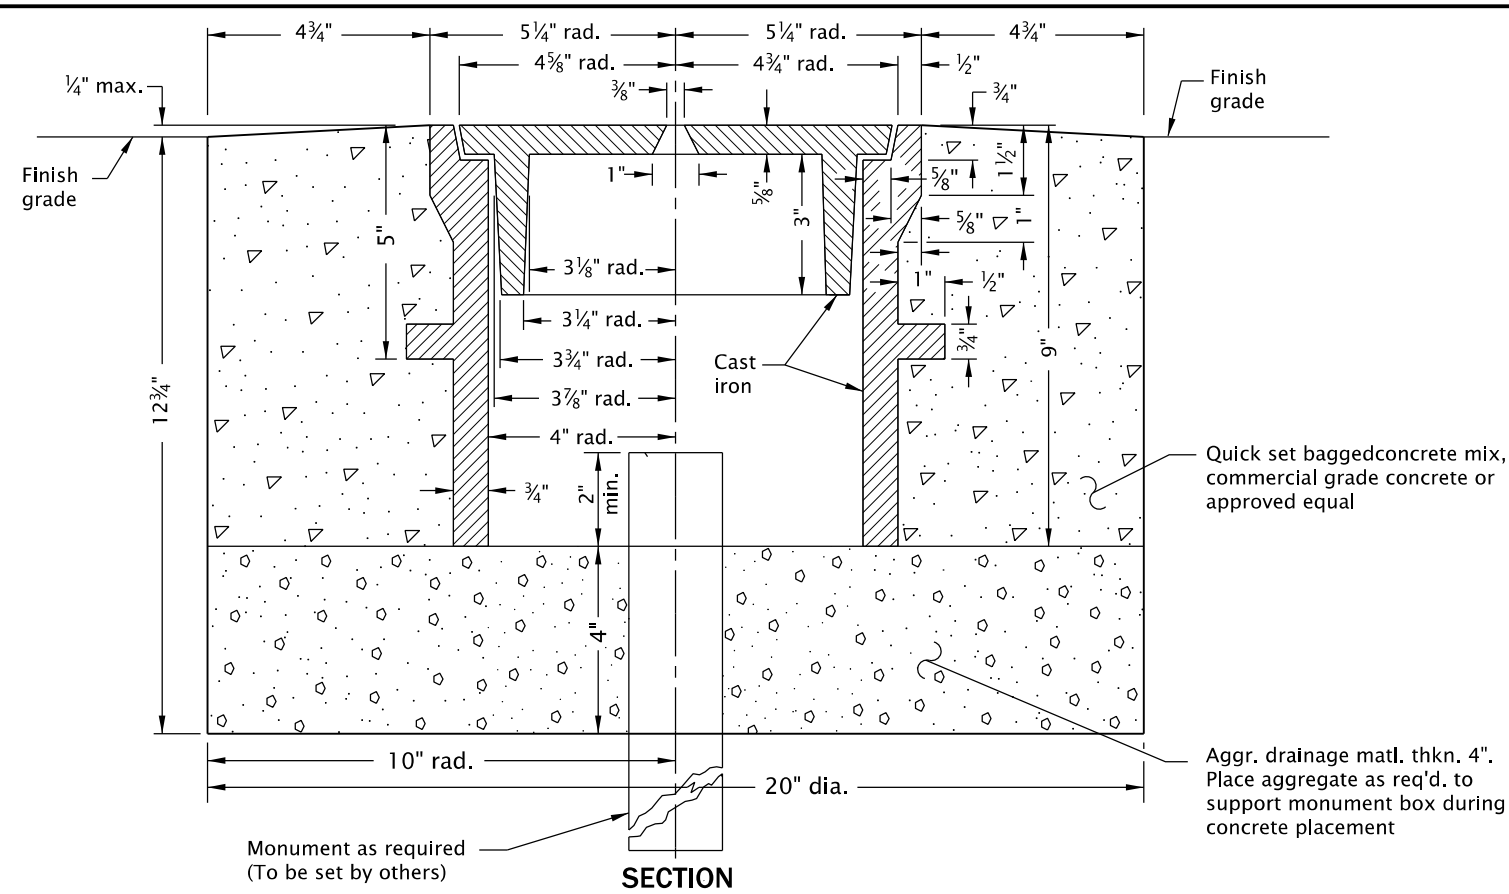 4¾"
5¼" rad.
5¼" rad.
4¾"
4⅝" rad.
4¾" rad.
½"
¼" max.
⅜"
¾"
Finish
grade
Finish
grade
1"
⅝"
3"
⅝"
1½"
⅝"
1"
5"
3⅛" rad.
1"
½"
3¼" rad.
¾"
9"
3¾" rad.
Cast
iron
12¾"
3⅞" rad.
4" rad.
¾"
2"
min.
Quick set baggedconcrete mix,
commercial grade concrete or
approved equal
4"
10" rad.
20" dia.
Aggr. drainage matl. thkn. 4".
Place aggregate as req'd. to
support monument box during
concrete placement
Monument as required
(To be set by others)
SECTION